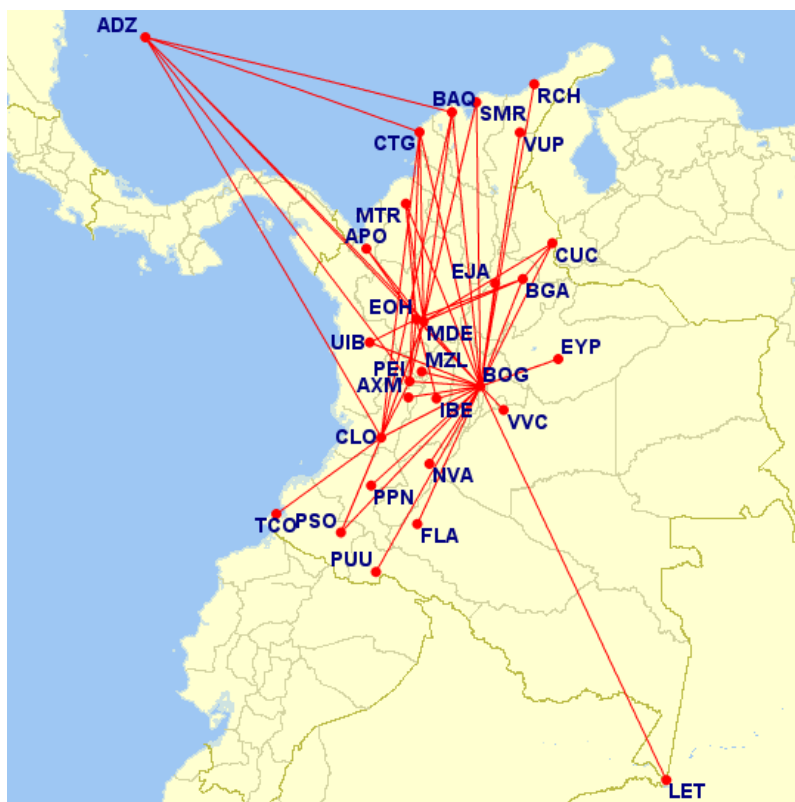 ADZ
RCH
BAQ
SMR
CTG
VUP
MTR
APO
CUC
EJA
BGA
EOH
MDE
UIB
EYP
MZL
PEI
BOG
AXM
IBE
VVC
CLO
NVA
PPN
TCO
PSO
FLA
PUU
LET